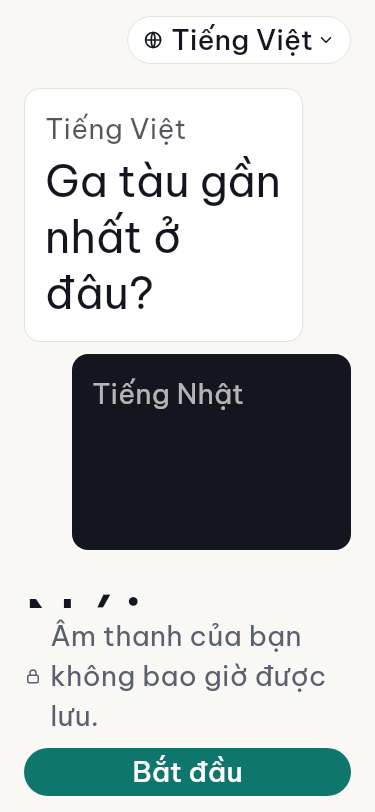 Tiếng Việt
Tiếng Việt
Ga tàu gần
nhất ở
đâu?
Tiếng Nhật
Âm thanh của bạn
không bao giờ được
lưu.
Bắt đầu